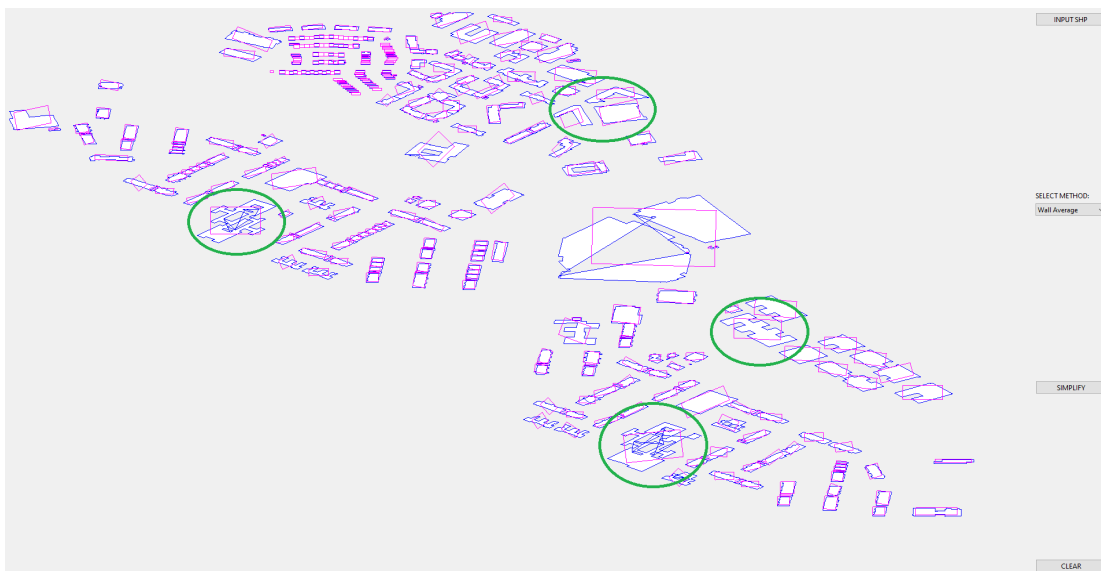 INPUT SHP
SELECT METHOD:
Wall Average
SIMPLIFY
CLEAR